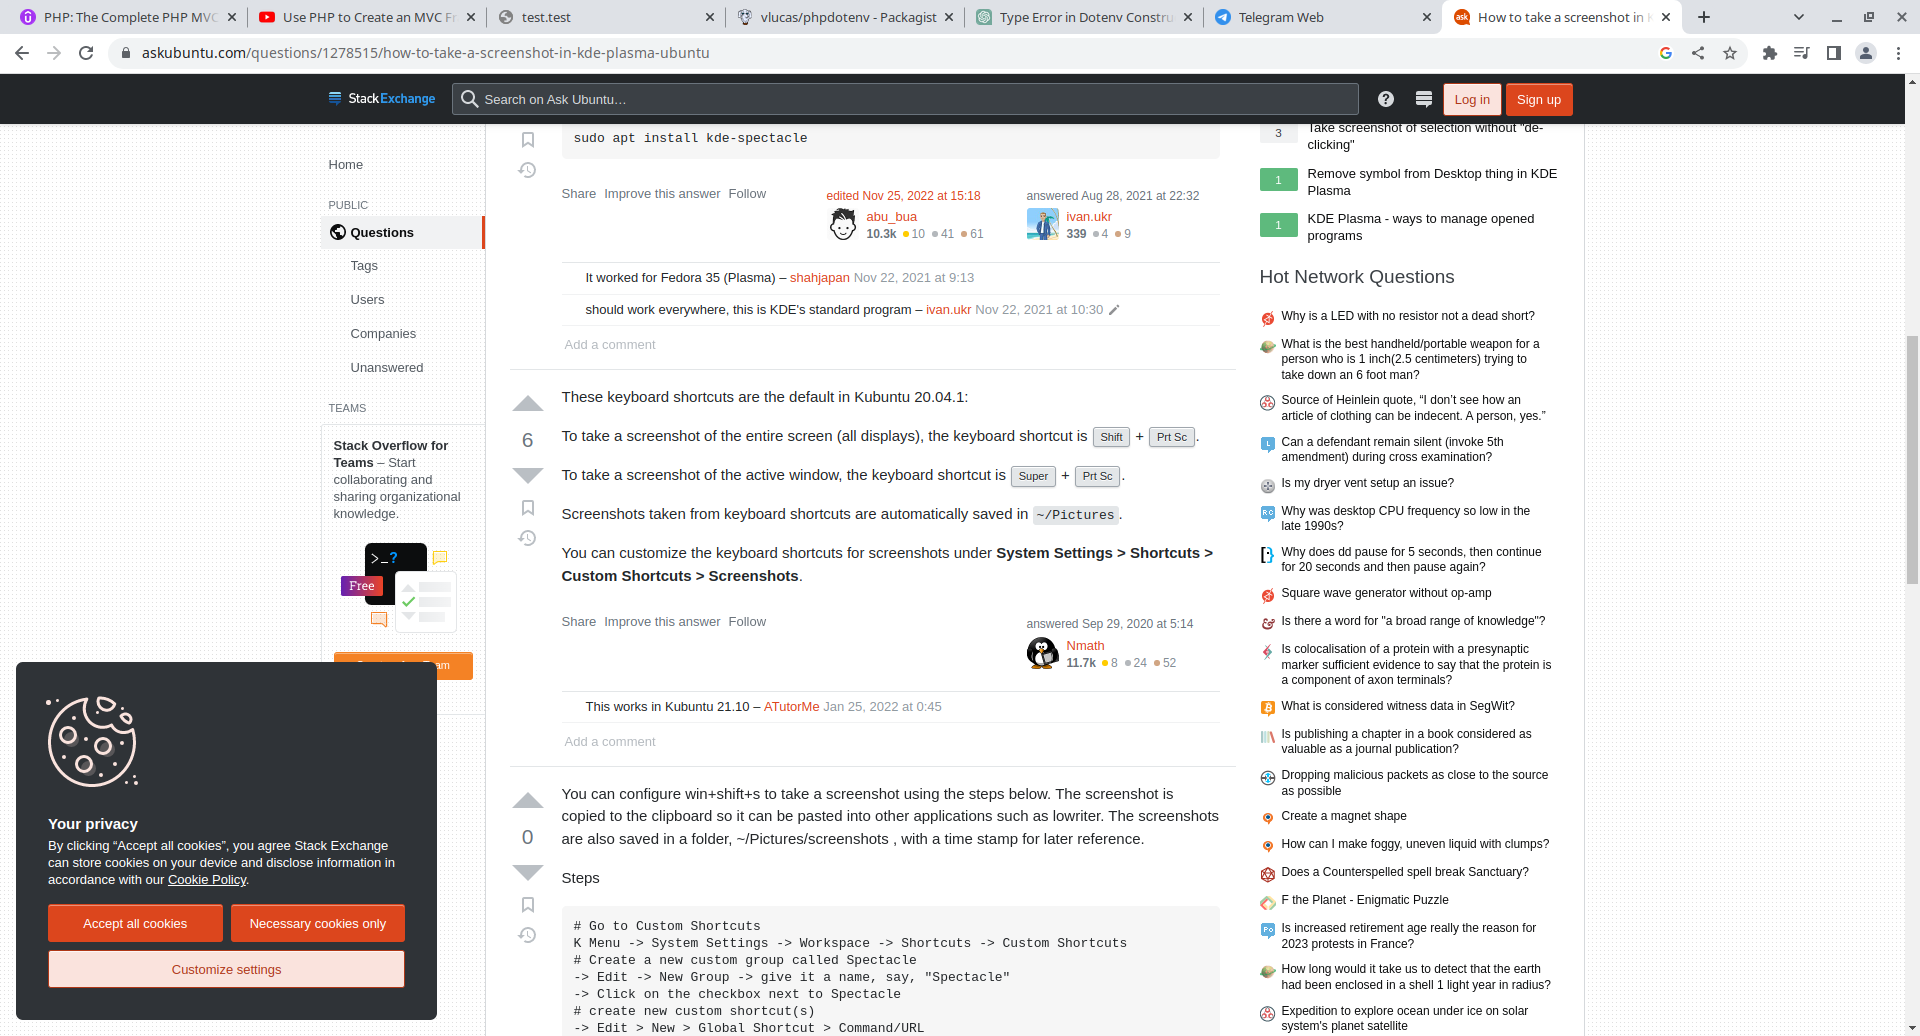 PHP: The Complete PHP MVC
Use PHP to Create an MVC Fr
test.test
vlucas/phpdotenv - Packagist
Type Error in Dotenv Constru
Telegram Web
How to take a screenshot in K
askubuntu.com/questions/1278515/how-to-take-a-screenshot-in-kde-plasma-ubuntu
StackExchange
Search on Ask Ubuntu…
Log in
Sign up
Home
PUBLIC
Questions
Tags
Users
Companies
Unanswered
TEAMS
Stack Overflow for
Teams – Start
collaborating and
sharing organizational
knowledge.
>_?
Free
Your privacy
By clicking “Accept all cookies”, you agree Stack Exchange
can store cookies on your device and disclose information in
accordance with our Cookie Policy.
Accept all cookies
Necessary cookies only
Customize settings
sudo apt install kde-spectacle
Share Improve this answer Follow
edited Nov 25, 2022 at 15:18
abu_bua
10.3k 10 41 61
answered Aug 28, 2021 at 22:32
ivan.ukr
339 4 9
It worked for Fedora 35 (Plasma) – shahjapan Nov 22, 2021 at 9:13
should work everywhere, this is KDE's standard program – ivan.ukr Nov 22, 2021 at 10:30
Add a comment
6
These keyboard shortcuts are the default in Kubuntu 20.04.1:
To take a screenshot of the entire screen (all displays), the keyboard shortcut is Shift + Prt Sc.
To take a screenshot of the active window, the keyboard shortcut is Super + Prt Sc.
Screenshots taken from keyboard shortcuts are automatically saved in ~/Pictures.
You can customize the keyboard shortcuts for screenshots under System Settings > Shortcuts >
Custom Shortcuts > Screenshots.
Share Improve this answer Follow
answered Sep 29, 2020 at 5:14
Nmath
11.7k 8 24 52
This works in Kubuntu 21.10 – ATutorMe Jan 25, 2022 at 0:45
Add a comment
0
You can configure win+shift+s to take a screenshot using the steps below. The screenshot is
copied to the clipboard so it can be pasted into other applications such as lowriter. The screenshots
are also saved in a folder, ~/Pictures/screenshots , with a time stamp for later reference.
Steps
# Go to Custom Shortcuts
K Menu -> System Settings -> Workspace -> Shortcuts -> Custom Shortcuts
# Create a new custom group called Spectacle
-> Edit -> New Group -> give it a name, say, "Spectacle"
-> Click on the checkbox next to Spectacle
# create new custom shortcut(s)
-> Edit > New > Global Shortcut > Command/URL
3 Take screenshot of selection without "de-
clicking"
1 Remove symbol from Desktop thing in KDE
Plasma
1 KDE Plasma - ways to manage opened
programs
Hot Network Questions
Why is a LED with no resistor not a dead short?
What is the best handheld/portable weapon for a
person who is 1 inch(2.5 centimeters) trying to
take down an 6 foot man?
Source of Heinlein quote, “I don’t see how an
article of clothing can be indecent. A person, yes.”
Can a defendant remain silent (invoke 5th
amendment) during cross examination?
Is my dryer vent setup an issue?
Why was desktop CPU frequency so low in the
late 1990s?
Why does dd pause for 5 seconds, then continue
for 20 seconds and then pause again?
Square wave generator without op-amp
Is there a word for "a broad range of knowledge"?
Is colocalisation of a protein with a presynaptic
marker sufficient evidence to say that the protein is
a component of axon terminals?
What is considered witness data in SegWit?
Is publishing a chapter in a book considered as
valuable as a journal publication?
Dropping malicious packets as close to the source
as possible
Create a magnet shape
How can I make foggy, uneven liquid with clumps?
Does a Counterspelled spell break Sanctuary?
F the Planet - Enigmatic Puzzle
Is increased retirement age really the reason for
2023 protests in France?
How long would it take us to detect that the earth
had been enclosed in a shell 1 light year in radius?
Expedition to explore ocean under ice on solar
system's planet satellite